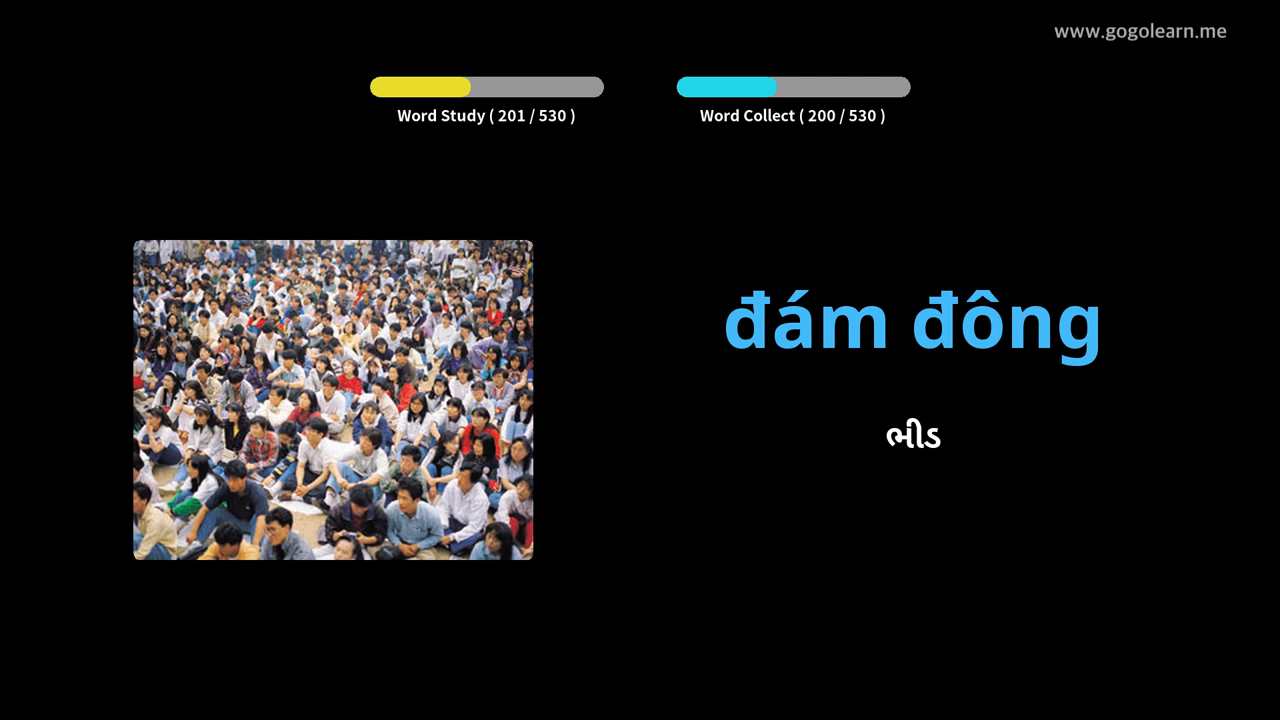 www.gogolearn.me
Word Study ( 201 / 530 )
Word Collect ( 200 / 530 )
đám đông
ભીડ